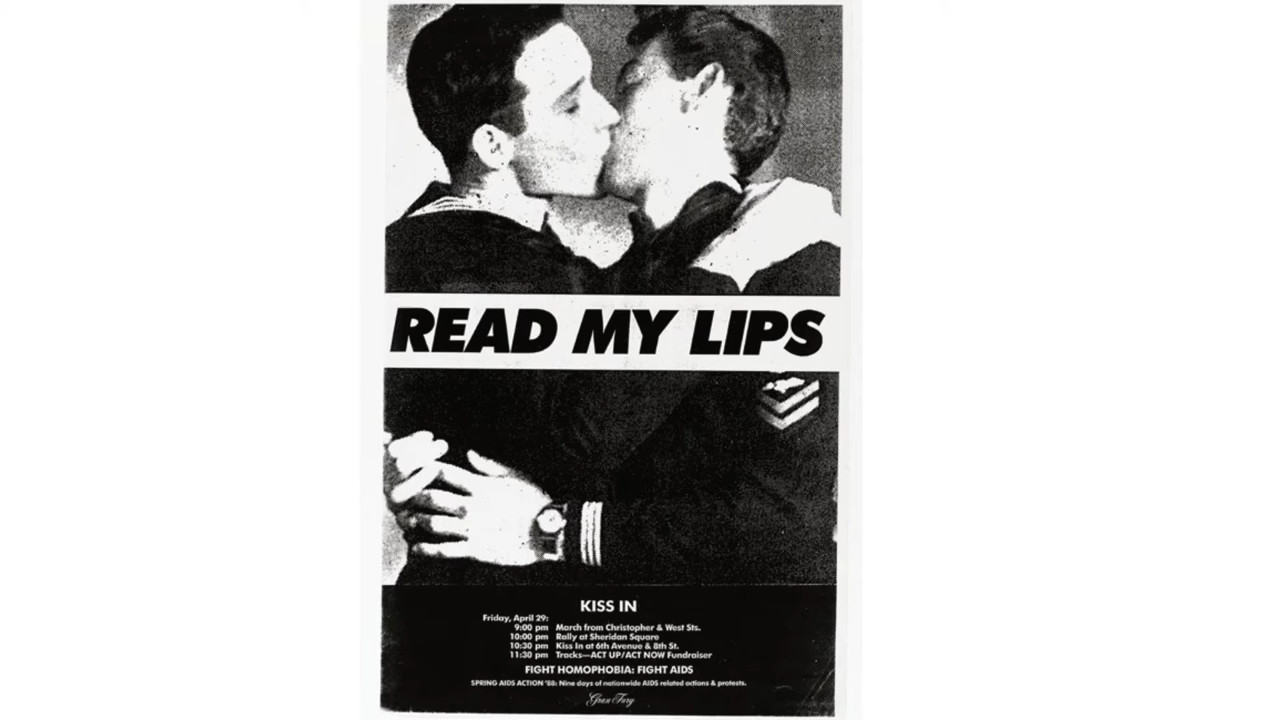 READ MY LIPS
KISS IN
Friday, April 29:
9:00 pm March from Christopher & West Sts.
10:00 pm Rally at Sheridan Square
10:30 pm Kiss In at 6th Avenue & 8th St.
11:30 pm Tracks—ACT UP/ACT NOW Fundraiser
FIGHT HOMOPHOBIA: FIGHT AIDS
SPRING AIDS ACTION '88: Nine days of nationwide AIDS related actions & protests.
Gran Fury